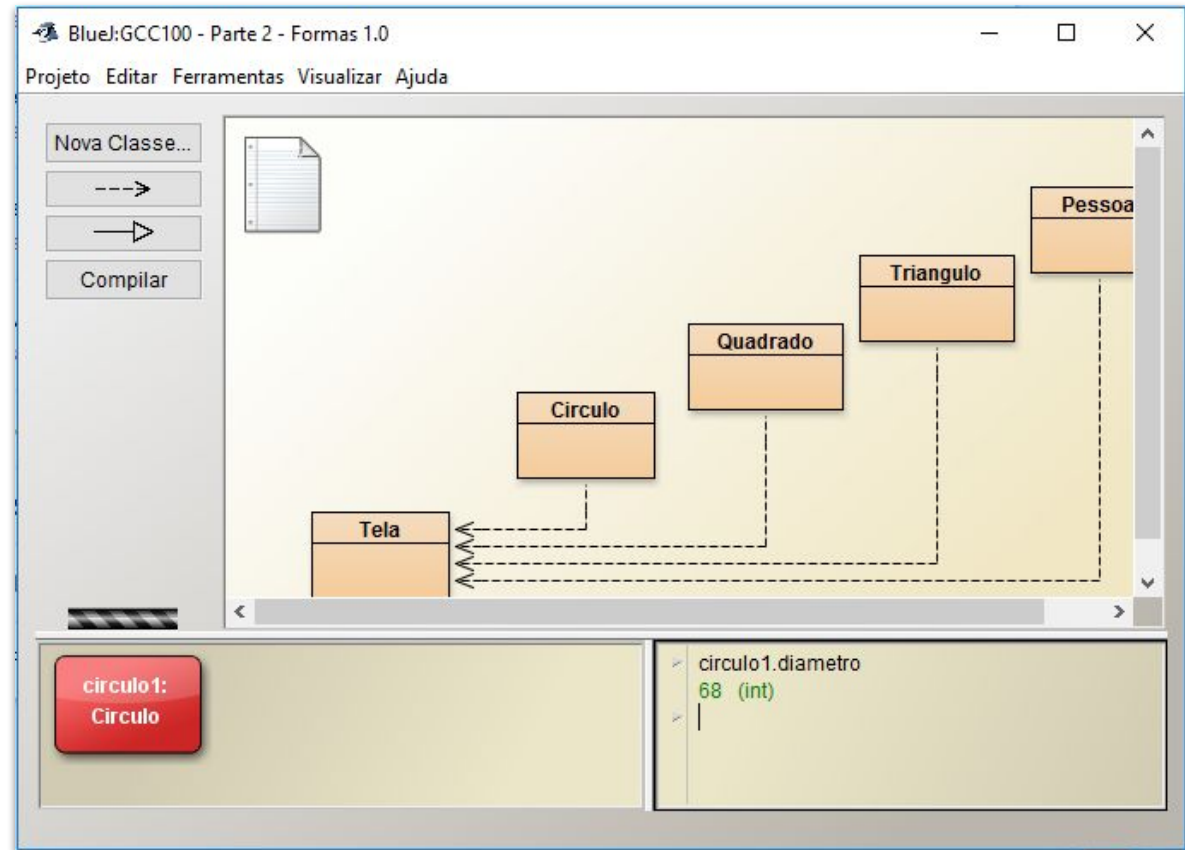 BlueJ:GCC100 - Parte 2 - Formas 1.0
Projeto Editar Ferramentas Visualizar Ajuda
Nova Classe...
Compilar
Pessoa
Triangulo
Quadrado
Circulo
Tela
circulo1:
Circulo
circulo1.diametro
68 (int)